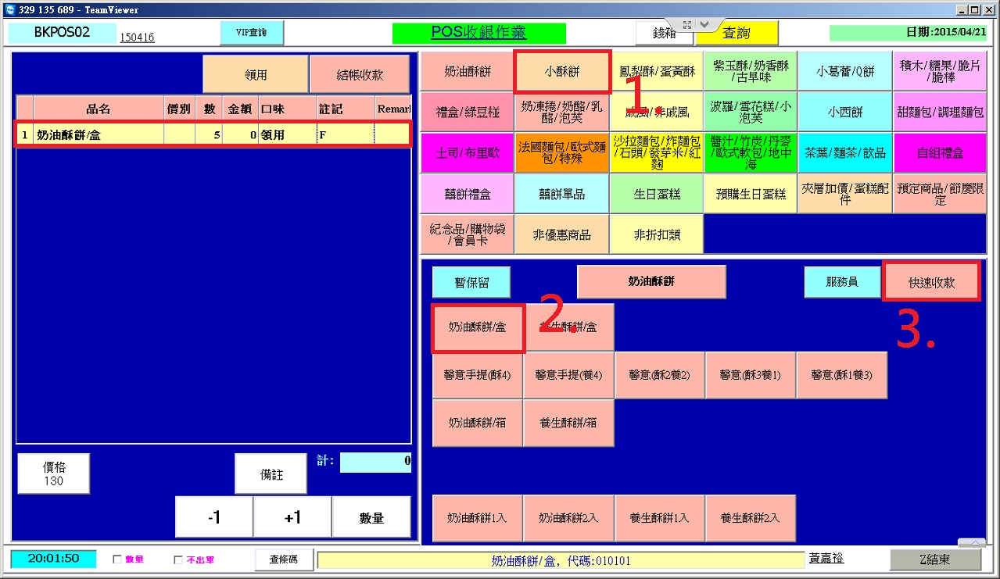 329 135 689 - TeamViewer
BKPOS02
150416
VIP查詢
POS收銀作業
錢箱
查詢
日期:2015/04/21
領用
結帳收款
品名 價別 數 金額 口味 註記 Remark
1 奶油酥餅/盒 5 0 領用 F
奶油酥餅
小酥餅
鳳梨酥/蛋黃酥
紫玉酥/奶香酥
/古早味
小葛蕾/Q餅
積木/糖果/脆片
/脆棒
1.
禮盒/綠豆椪
奶凍捲/奶酪/乳
酪/泡芙
戚風/非戚風
波羅/雪花糕/小
泡芙
小西餅
甜麵包/調理麵包
土司/布里歐
法國麵包/歐式麵
包/特殊
沙拉麵包/炸麵包
/石頭/發芽米/紅
麴
醬汁/竹炭/丹麥
/歐式軟包/地中
海
茶葉/麵茶/飲品
自組禮盒
囍餅禮盒
囍餅單品
生日蛋糕
預購生日蛋糕
夾層加價/蛋糕配
件
預定商品/節慶限
定
紀念品/購物袋
/會員卡
非優惠商品
非折扣類
暫保留
奶油酥餅
服務員
快速收款
奶油酥餅/盒
養生酥餅/盒
2.
3.
馨意手提(酥4)
馨意手提(養4)
馨意(酥2養2)
馨意(酥3養1)
馨意(酥1養3)
奶油酥餅/箱
養生酥餅/箱
奶油酥餅1入
奶油酥餅2入
養生酥餅1入
養生酥餅2入
價格
130
備註
計:
0
-1
+1
數量
20:01:50
數量
不出單
查條碼
奶油酥餅/盒, 代碼:010101
黃嘉裕
Z結束